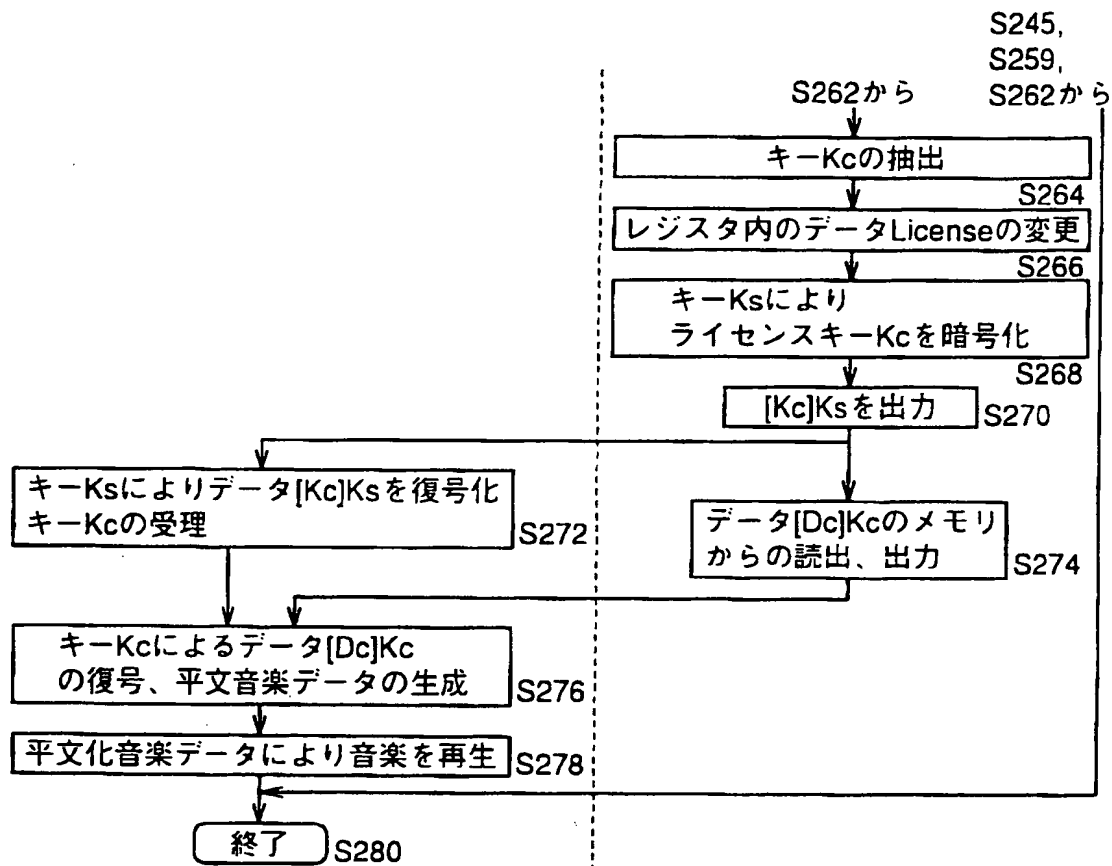 S245,
S259,
S262から
S262から
キーKcの抽出
S264
レジスタ内のデータLicenseの変更
S266
キーKsにより
ライセンスキーKcを暗号化
S268
[Kc]Ksを出力
S270
キーKsによりデータ[Kc]Ksを復号化
キーKcの受理
S272
データ[Dc]Kcのメモリ
からの読出、出力
S274
キーKcによるデータ[Dc]Kc
の復号、平文音楽データの生成
S276
平文化音楽データにより音楽を再生
S278
終了
S280